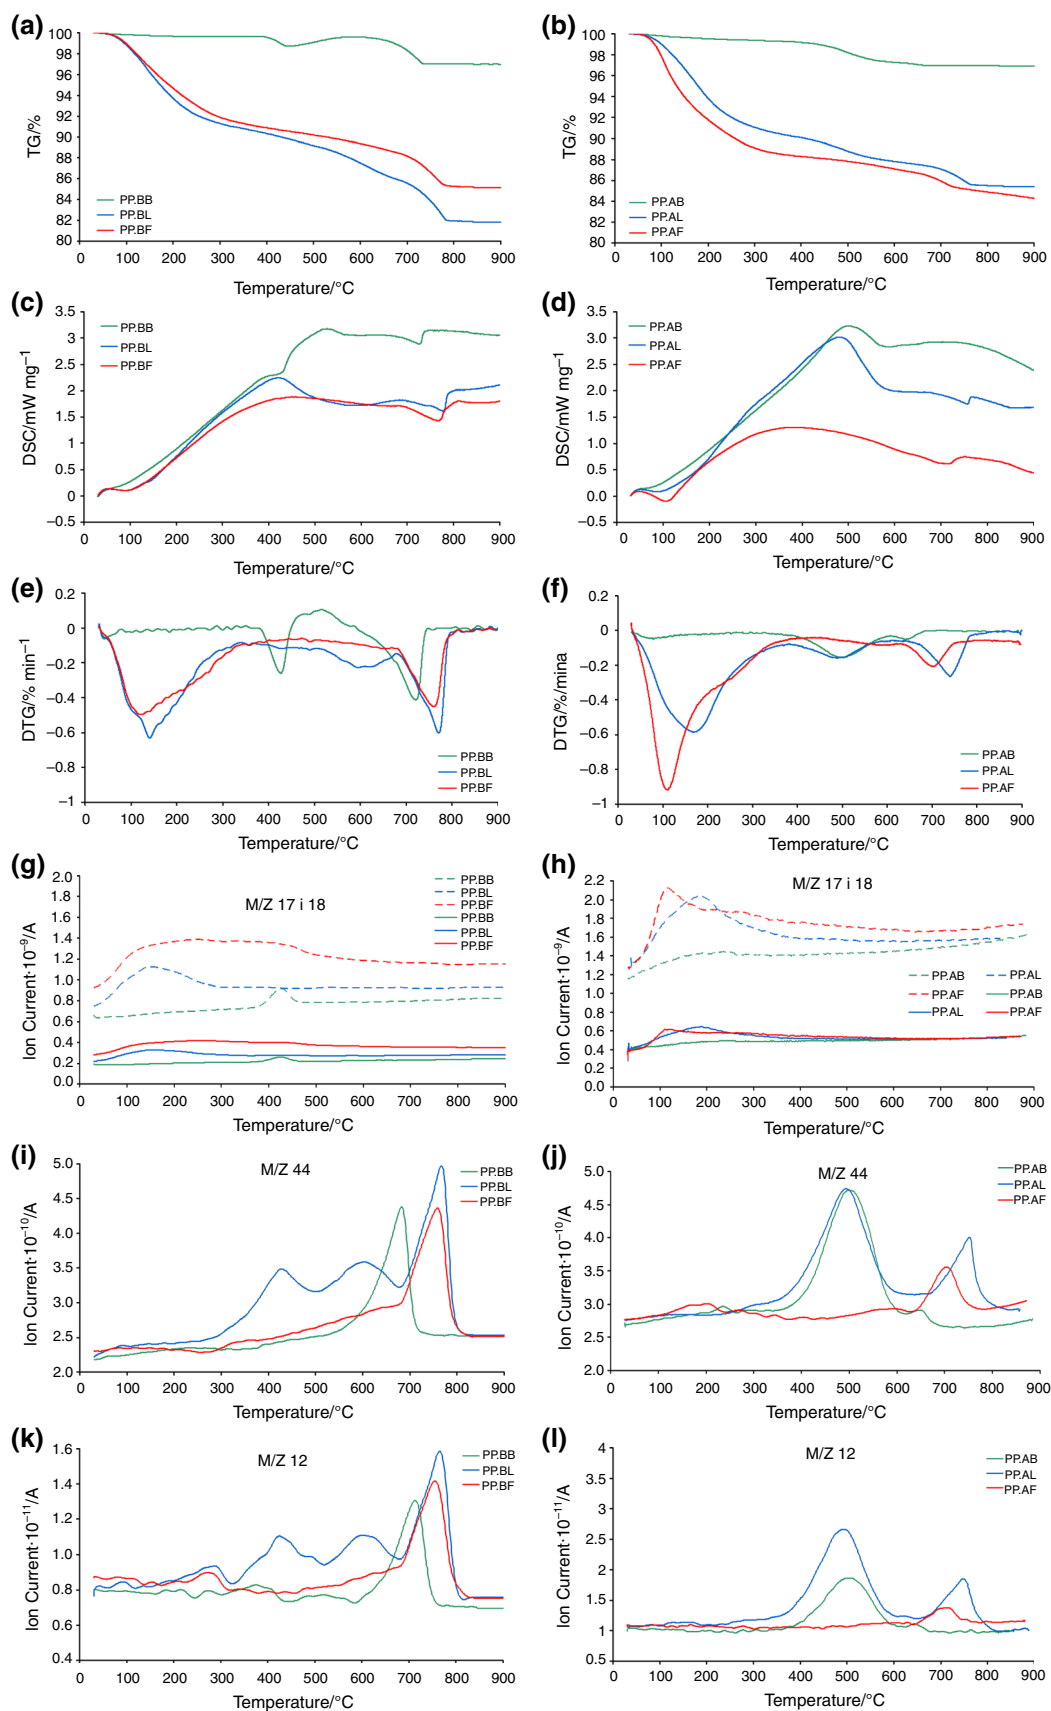 (a)
100
98
96
94
92
90
88
86
84
82
80
TG/%
PP.BB
PP.BL
PP.BF
0 100 200 300 400 500 600 700 800 900
Temperature/°C
(b)
100
98
96
94
92
90
88
86
84
82
80
TG/%
PP.AB
PP.AL
PP.AF
0 100 200 300 400 500 600 700 800 900
Temperature/°C
(c)
3.5
3
2.5
2
1.5
1
0.5
0
–0.5
DSC/mW mg–1
PP.BB
PP.BL
PP.BF
0 100 200 300 400 500 600 700 800 900
Temperature/°C
(d)
3.5
3.0
2.5
2.0
1.5
1.0
0.5
0.0
–0.5
DSC/mW mg–1
PP.AB
PP.AL
PP.AF
0 100 200 300 400 500 600 700 800 900
Temperature/°C
(e)
0.2
0
–0.2
–0.4
–0.6
–0.8
–1
DTG/% min–1
PP.BB
PP.BL
PP.BF
0 100 200 300 400 500 600 700 800 900
Temperature/°C
(f)
0.2
0
–0.2
–0.4
–0.6
–0.8
–1
DTG/%/mina
PP.AB
PP.AL
PP.AF
0 100 200 300 400 500 600 700 800 900
Temperature/°C
(g)
2.0
1.8
1.6
1.4
1.2
1.0
0.8
0.6
0.4
0.2
0.0
Ion Current·10–9/A
M/Z 17 i 18
PP.BB
PP.BL
PP.BF
PP.BB
PP.BL
PP.BF
0 100 200 300 400 500 600 700 800 900
Temperature/°C
(h)
2.2
2.0
1.8
1.6
1.4
1.2
1.0
0.8
0.6
0.4
0.2
0.0
Ion Current·10–9/A
M/Z 17 i 18
PP.AB PP.AL
PP.AF PP.AB
PP.AL PP.AF
0 100 200 300 400 500 600 700 800 900
Temperature/°C
(i)
5.0
4.5
4.0
3.5
3.0
2.5
2.0
Ion Current·10–10/A
M/Z 44
PP.BB
PP.BL
PP.BF
0 100 200 300 400 500 600 700 800 900
Temperature/°C
(j)
5.0
4.5
4.0
3.5
3.0
2.5
2.0
Ion Current·10–10/A
M/Z 44
PP.AB
PP.AL
PP.AF
0 100 200 300 400 500 600 700 800 900
Temperature/°C
(k)
1.6
1.4
1.2
1.0
0.8
0.6
0.4
Ion Current·10–11/A
M/Z 12
PP.BB
PP.BL
PP.BF
0 100 200 300 400 500 600 700 800 900
Temperature/°C
(l)
4
3.5
3
2.5
2
1.5
1
0.5
Ion Current·10–11/A
M/Z 12
PP.AB
PP.AL
PP.AF
0 100 200 300 400 500 600 700 800 900
Temperature/°C